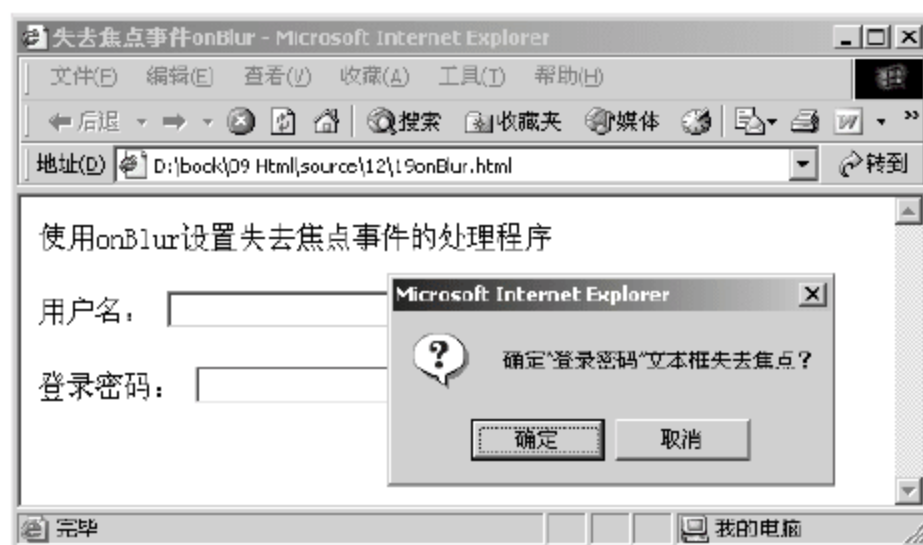 失去焦点事件onBlur - Microsoft Internet Explorer
文件(F) 编辑(E) 查看(V) 收藏(A) 工具(T) 帮助(H)
后退 搜索 收藏夹 媒体
地址(D) D:\book\09 Html\source\12\19onBlur.html 转到
使用onBlur设置失去焦点事件的处理程序
用户名：
登录密码：
Microsoft Internet Explorer
确定"登录密码"文本框失去焦点？
确定 取消
完毕 我的电脑